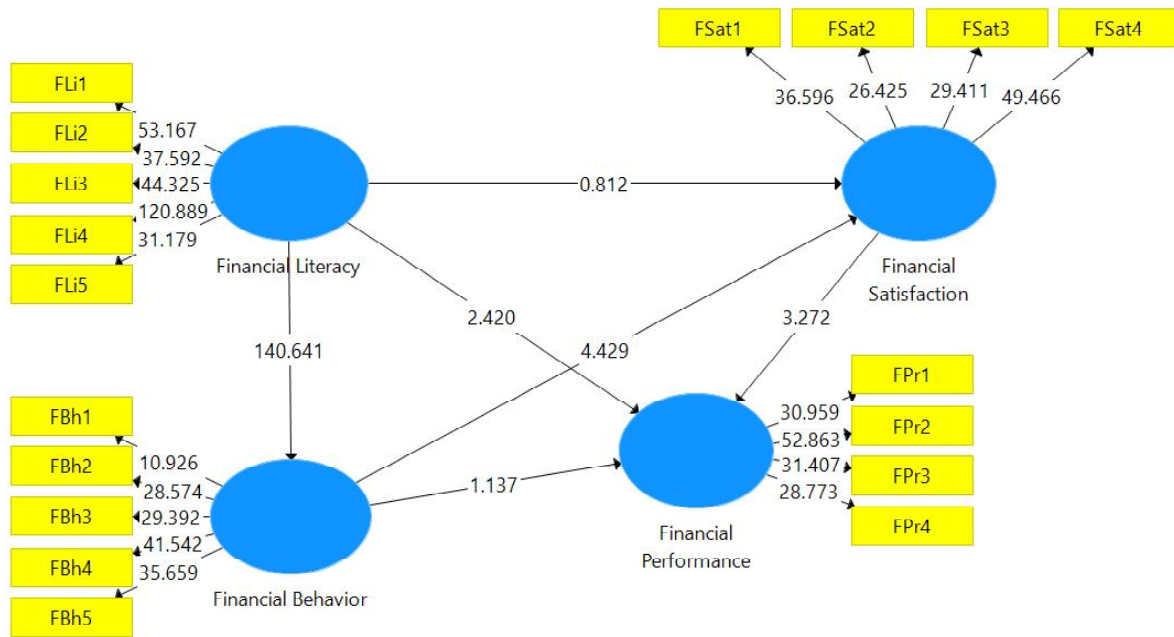 FSat1
FSat2
FSat3
FSat4
36.596
26.425
29.411
49.466
FLi1
FLi2
FLi3
FLi4
FLi5
53.167
37.592
44.325
120.889
31.179
Financial Literacy
0.812
Financial
Satisfaction
2.420
3.272
140.641
4.429
FBh1
FBh2
FBh3
FBh4
FBh5
10.926
28.574
29.392
41.542
35.659
Financial Behavior
1.137
Financial
Performance
30.959
52.863
31.407
28.773
FPr1
FPr2
FPr3
FPr4